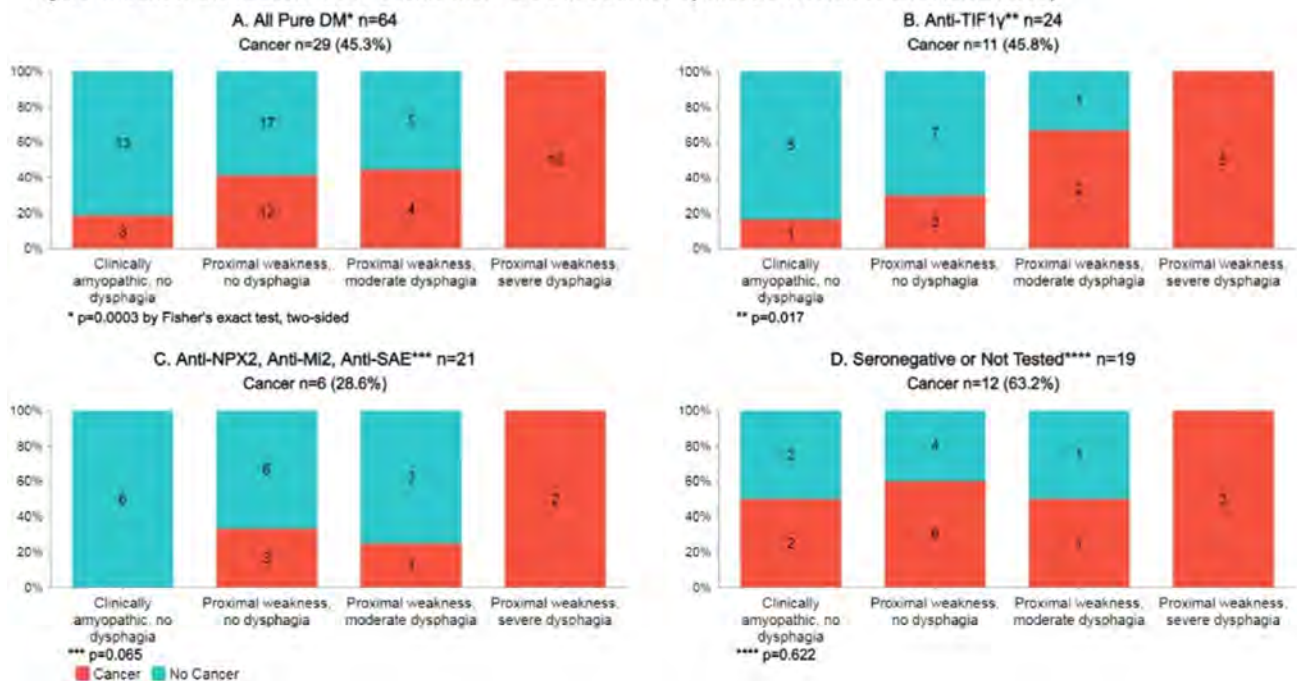 A. All Pure DM* n=64
Cancer n=29 (45.3%)
100%
80%
60%
40%
20%
0%
13
3
17
12
5
4
10
Clinically
amyopathic, no
dysphagia
Proximal weakness,
no dysphagia
Proximal weakness,
moderate dysphagia
Proximal weakness,
severe dysphagia
* p=0.0003 by Fisher's exact test, two-sided
B. Anti-TIF1γ** n=24
Cancer n=11 (45.8%)
100%
80%
60%
40%
20%
0%
5
1
7
3
1
2
5
Clinically
amyopathic, no
dysphagia
Proximal weakness,
no dysphagia
Proximal weakness,
moderate dysphagia
Proximal weakness,
severe dysphagia
** p=0.017
C. Anti-NPX2, Anti-Mi2, Anti-SAE*** n=21
Cancer n=6 (28.6%)
100%
80%
60%
40%
20%
0%
6
6
3
3
1
2
Clinically
amyopathic, no
dysphagia
Proximal weakness,
no dysphagia
Proximal weakness,
moderate dysphagia
Proximal weakness,
severe dysphagia
*** p=0.065
Cancer No Cancer
D. Seronegative or Not Tested**** n=19
Cancer n=12 (63.2%)
100%
80%
60%
40%
20%
0%
2
2
4
6
1
1
3
Clinically
amyopathic, no
dysphagia
Proximal weakness,
no dysphagia
Proximal weakness,
moderate dysphagia
Proximal weakness,
severe dysphagia
**** p=0.622